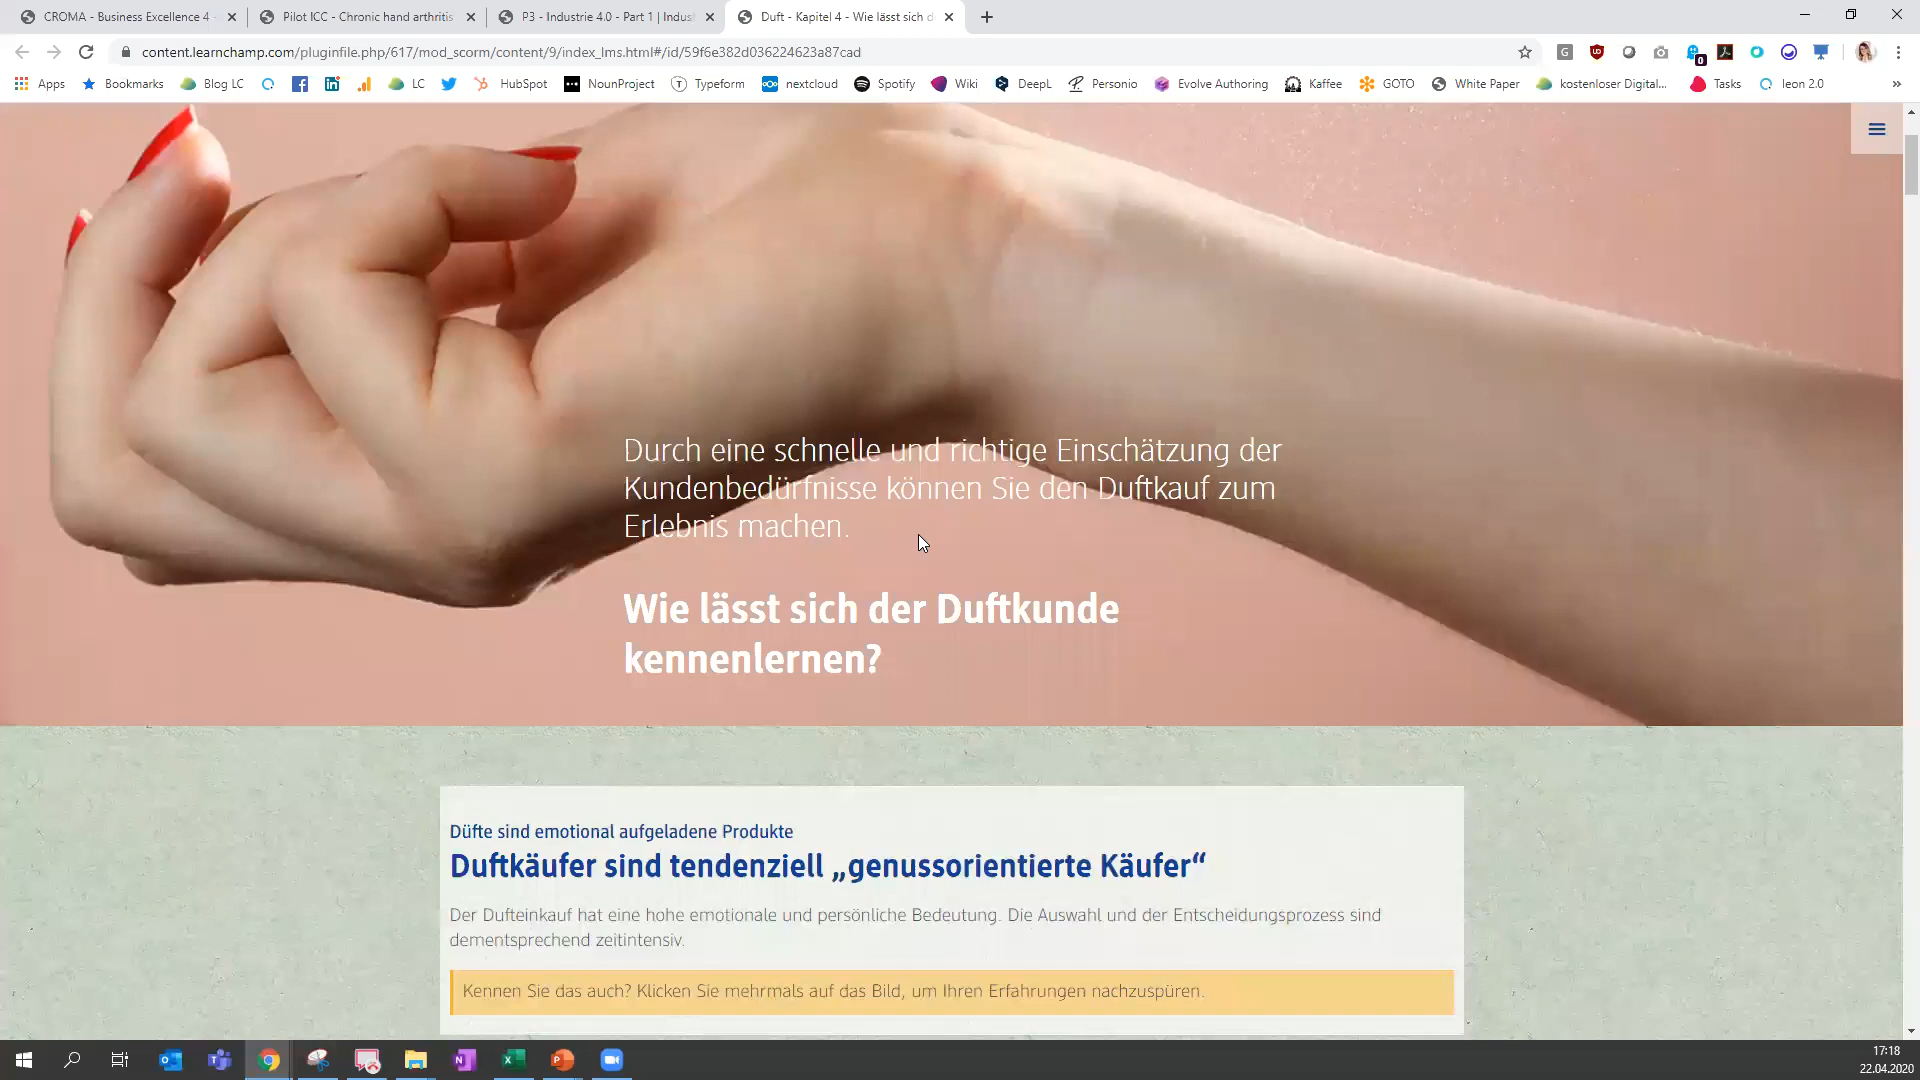 CROMA - Business Excellence 4 -
Pilot ICC - Chronic hand arthritis
P3 - Industrie 4.0 - Part 1 | Indus
Duft - Kapitel 4 - Wie lässt sich d
content.learnchamp.com/pluginfile.php/617/mod_scorm/content/9/index_lms.html#/id/59f6e382d036224623a87cad
Apps Bookmarks Blog LC LC HubSpot NounProject Typeform nextcloud Spotify Wiki DeepL Personio Evolve Authoring Kaffee GOTO White Paper kostenloser Digital... Tasks leon 2.0 »
Durch eine schnelle und richtige Einschätzung der
Kundenbedürfnisse können Sie den Duftkauf zum
Erlebnis machen.
Wie lässt sich der Duftkunde
kennenlernen?
Düfte sind emotional aufgeladene Produkte
Duftkäufer sind tendenziell „genussorientierte Käufer“
Der Dufteinkauf hat eine hohe emotionale und persönliche Bedeutung. Die Auswahl und der Entscheidungsprozess sind
dementsprechend zeitintensiv.
Kennen Sie das auch? Klicken Sie mehrmals auf das Bild, um Ihren Erfahrungen nachzuspüren.
17:18
22.04.2020